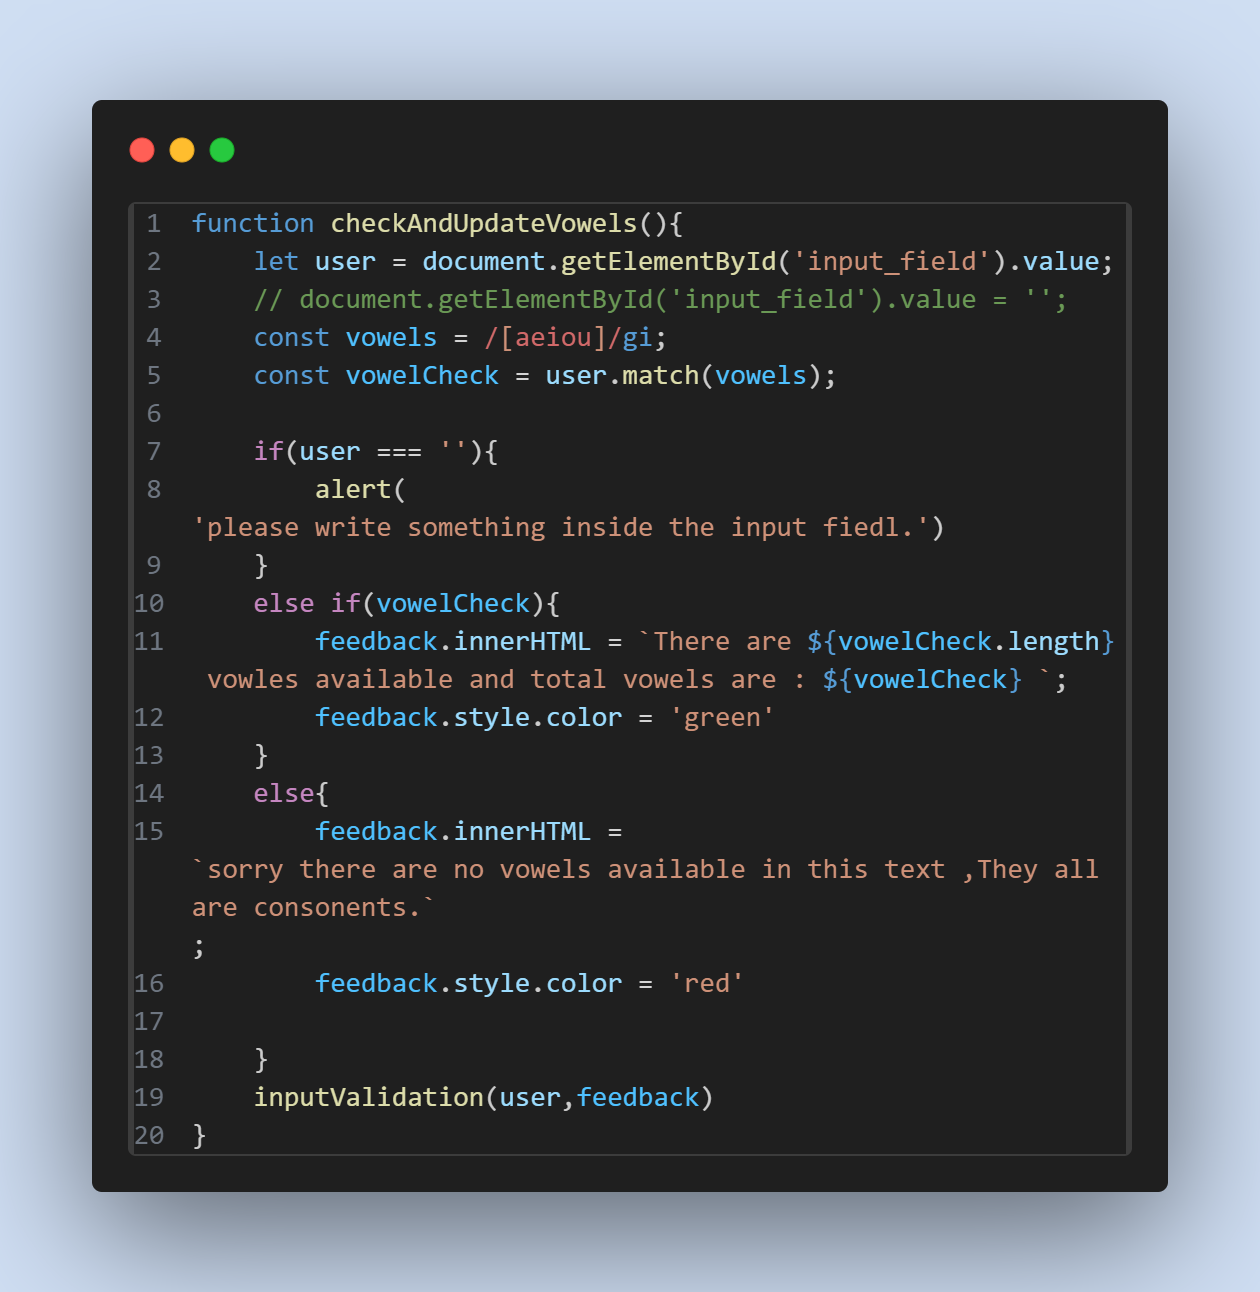 1 function checkAndUpdateVowels(){
2     let user = document.getElementById('input_field').value;
3     // document.getElementById('input_field').value = '';
4     const vowels = /[aeiou]/gi;
5     const vowelCheck = user.match(vowels);
6
7     if(user === ''){
8         alert(
'please write something inside the input fiedl.')
9     }
10     else if(vowelCheck){
11         feedback.innerHTML = `There are ${vowelCheck.length}
 vowles available and total vowels are : ${vowelCheck} `;
12         feedback.style.color = 'green'
13     }
14     else{
15         feedback.innerHTML =
`sorry there are no vowels available in this text ,They all
are consonents.`
;
16         feedback.style.color = 'red'
17
18     }
19     inputValidation(user,feedback)
20 }